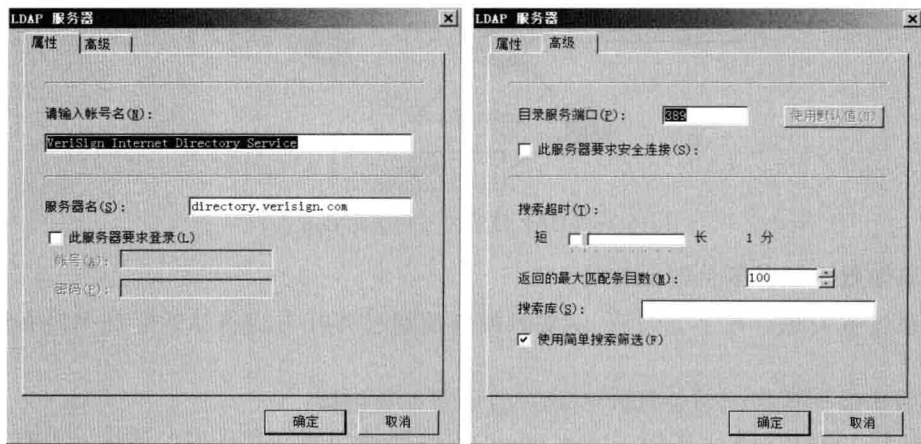 LDAP 服务器
属性 高级
请输入帐号名(N):
VeriSign Internet Directory Service
服务器名(S): directory.verisign.com
此服务器要求登录(L)
帐号(A):
密码(P):
确定 取消
LDAP 服务器
属性 高级
目录服务端口(P): 389 使用默认值(U)
此服务器要求安全连接(S):
搜索超时(T):
短 长 1 分
返回的最大匹配条目数(M): 100
搜索库(S):
使用简单搜索筛选(F)
确定 取消